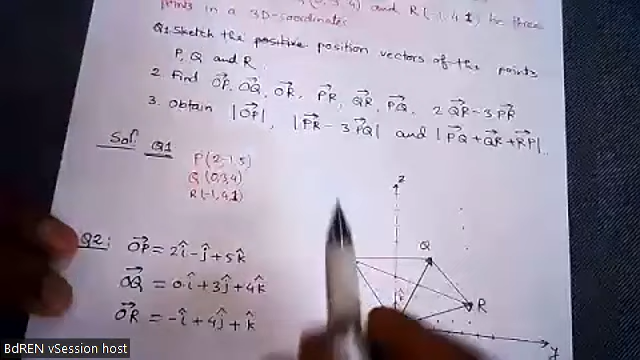 points in a 3D-coordinates
Q1. Sketch the positive position vectors of the points
P, Q and R.
2. Find OP, OQ, OR, PR, QR, PQ, 2QR-3PR
3. Obtain |OP|, |PR-3PQ| and |PQ+QR+RP|.
Sol Q1
P(2,-1,5)
Q(0,3,4)
R(-1,4,1)
Q2: OP = 2î-ĵ+5k̂
OQ = 0.î+3ĵ+4k̂
OR = -î+4ĵ+k̂
z
Q
R
y
BdREN vSession host